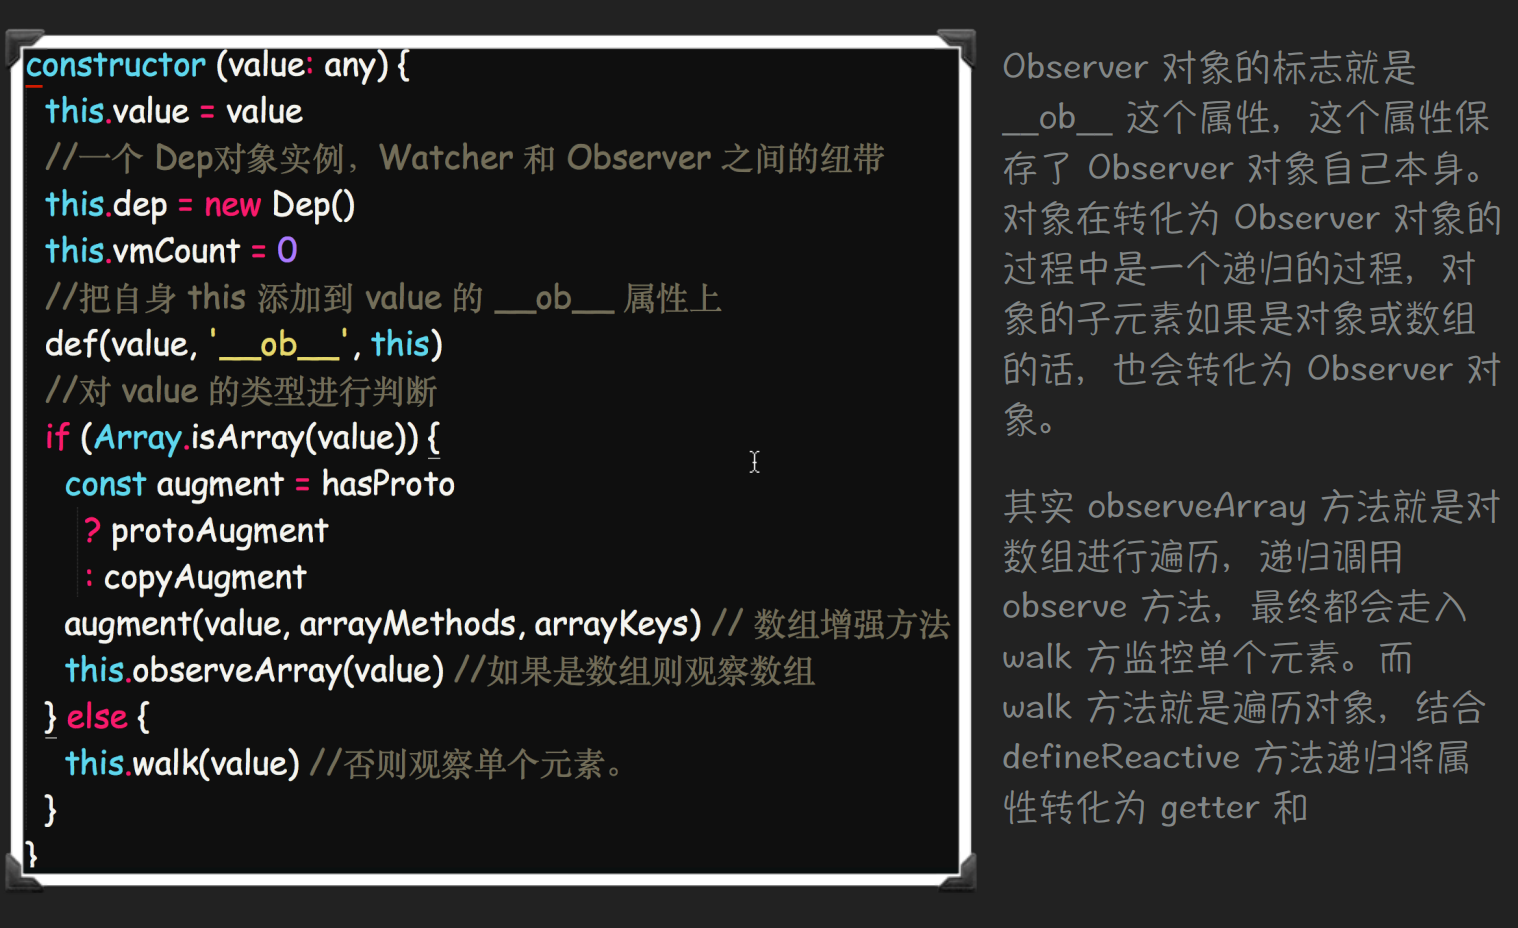 constructor (value: any) {
this.value = value
//一个 Dep对象实例，Watcher 和 Observer 之间的纽带
this.dep = new Dep()
this.vmCount = 0
//把自身 this 添加到 value 的 __ob__ 属性上
def(value, '__ob__', this)
//对 value 的类型进行判断
if (Array.isArray(value)) {
const augment = hasProto
? protoAugment
: copyAugment
augment(value, arrayMethods, arrayKeys) // 数组增强方法
this.observeArray(value) //如果是数组则观察数组
} else {
this.walk(value) //否则观察单个元素。
}
}
Observer 对象的标志就是
__ob__ 这个属性，这个属性保
存了 Observer 对象自己本身。
对象在转化为 Observer 对象的
过程中是一个递归的过程，对
象的子元素如果是对象或数组
的话，也会转化为 Observer 对
象。
其实 observeArray 方法就是对
数组进行遍历，递归调用
observe 方法，最终都会走入
walk 方监控单个元素。而
walk 方法就是遍历对象，结合
defineReactive 方法递归将属
性转化为 getter 和